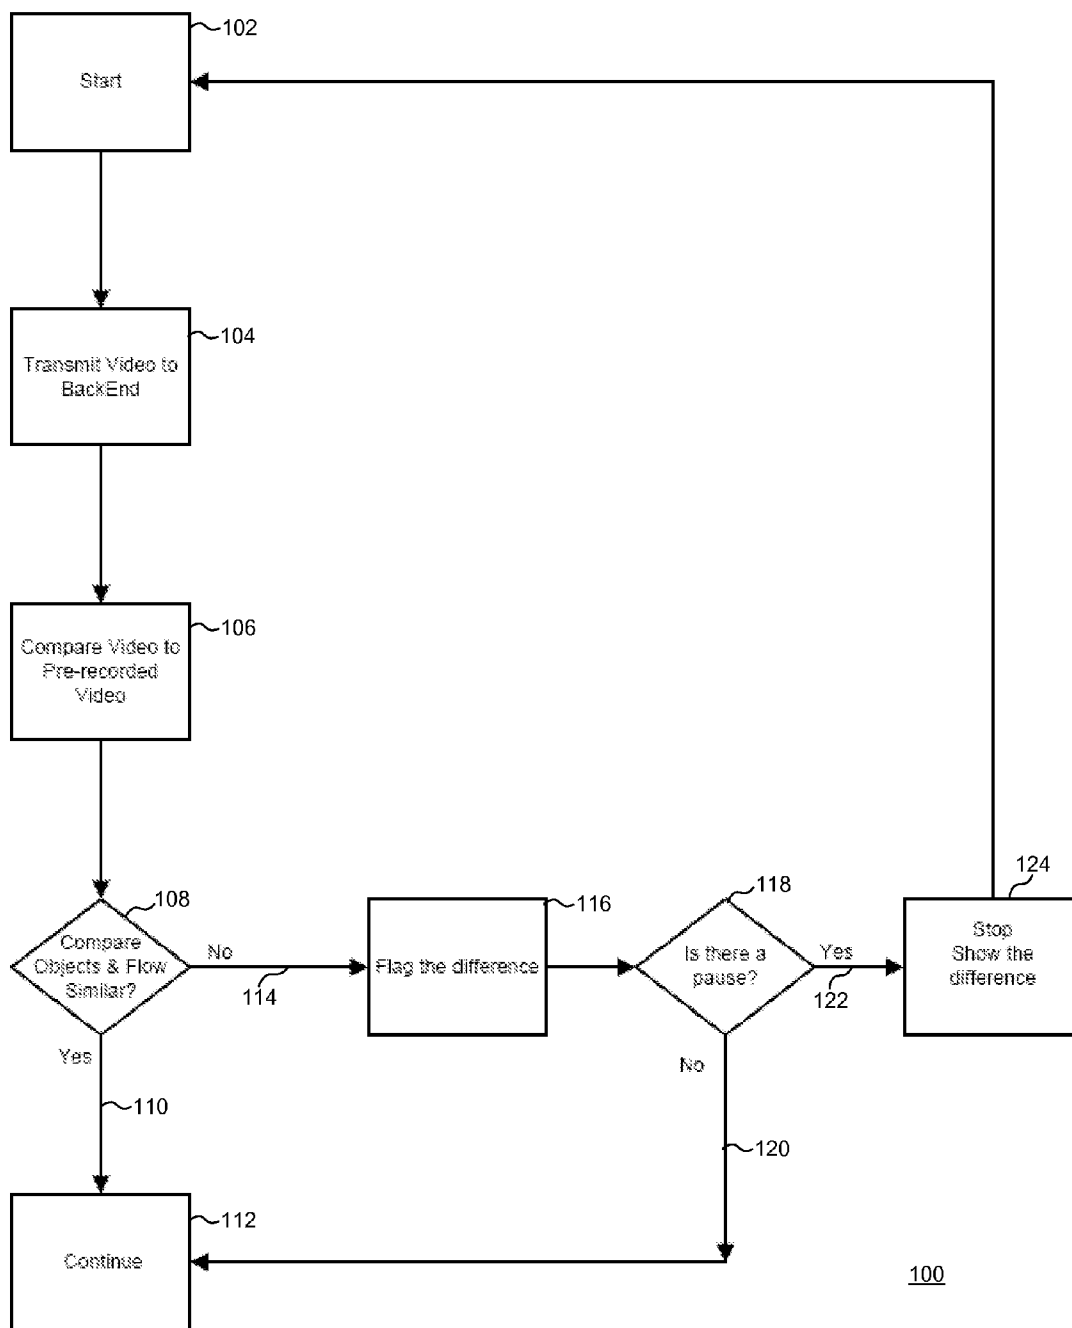 102
Start
104
Transmit Video to
BackEnd
106
Compare Video to
Pre-recorded
Video
108
Compare
Objects & Flow
Similar?
No
114
116
Flag the difference
118
Is there a
pause?
Yes
122
124
Stop
Show the
difference
Yes
110
No
120
112
Continue
100